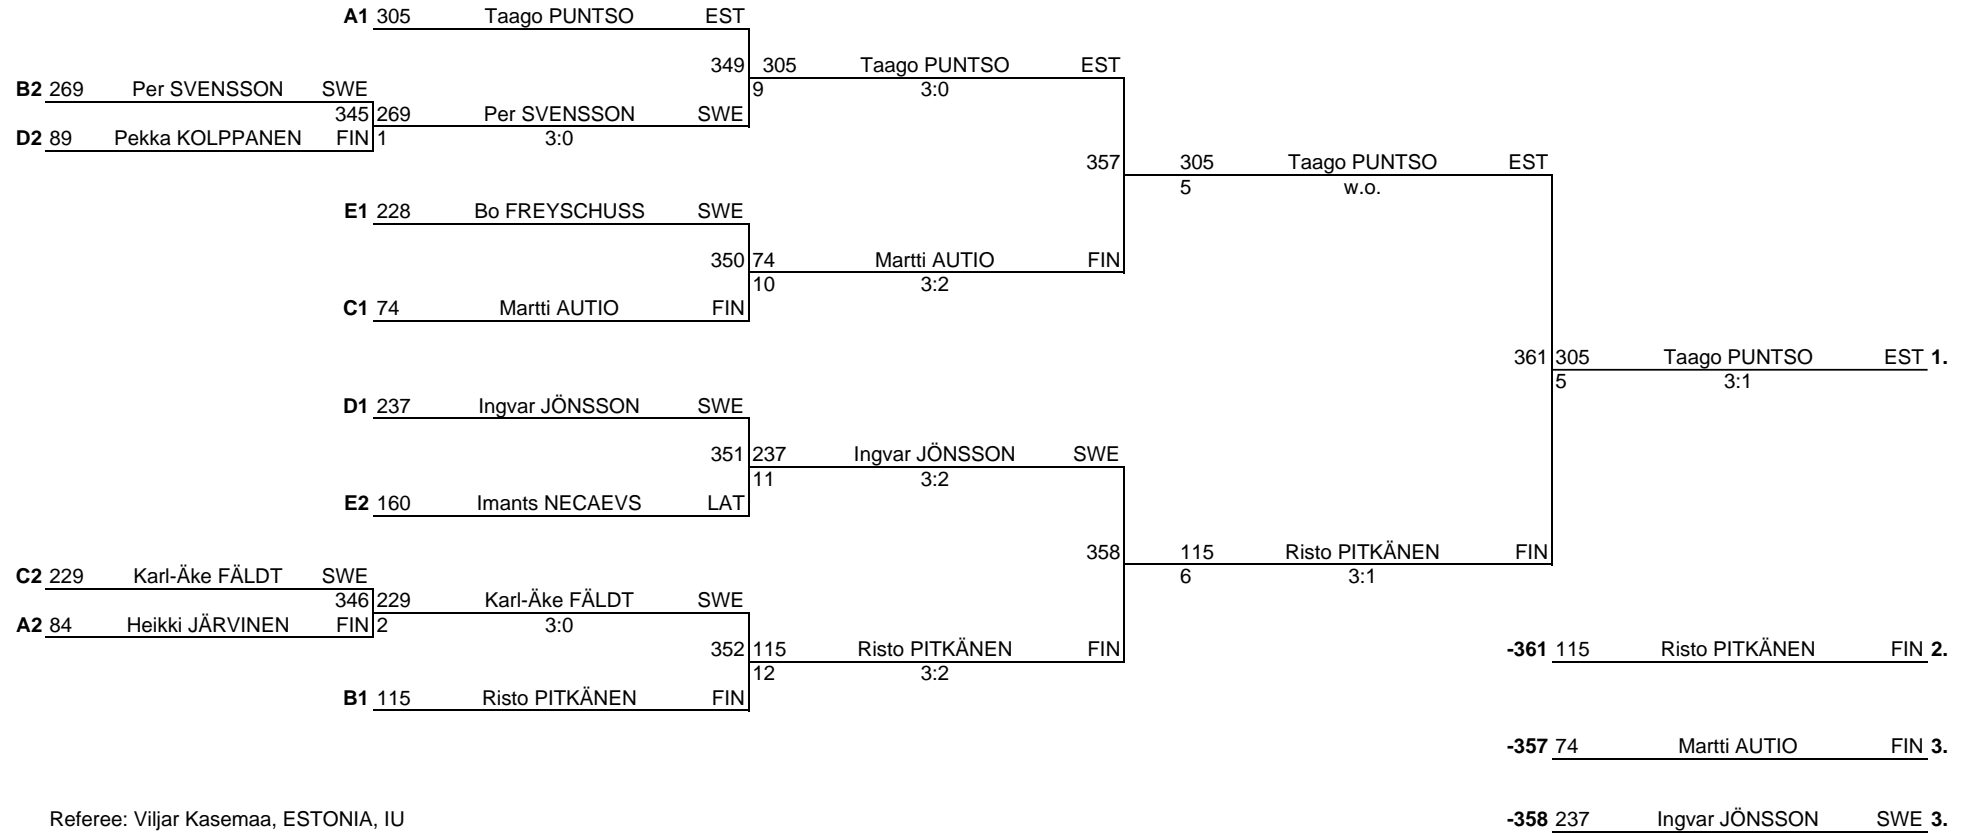 A1 305 Taago PUNTSO EST
349 305 Taago PUNTSO EST
B2 269 Per SVENSSON SWE 9 3:0
345 269 Per SVENSSON SWE
D2 89 Pekka KOLPPANEN FIN 1 3:0
357 305 Taago PUNTSO EST
5 w.o.
E1 228 Bo FREYSCHUSS SWE
350 74 Martti AUTIO FIN
10 3:2
C1 74 Martti AUTIO FIN
361 305 Taago PUNTSO EST 1.
5 3:1
D1 237 Ingvar JÖNSSON SWE
351 237 Ingvar JÖNSSON SWE
11 3:2
E2 160 Imants NECAEVS LAT
358 115 Risto PITKÄNEN FIN
C2 229 Karl-Åke FÄLDT SWE 6 3:1
346 229 Karl-Åke FÄLDT SWE
A2 84 Heikki JÄRVINEN FIN 2 3:0
352 115 Risto PITKÄNEN FIN -361 115 Risto PITKÄNEN FIN 2.
12 3:2
B1 115 Risto PITKÄNEN FIN
-357 74 Martti AUTIO FIN 3.
Referee: Viljar Kasemaa, ESTONIA, IU -358 237 Ingvar JÖNSSON SWE 3.